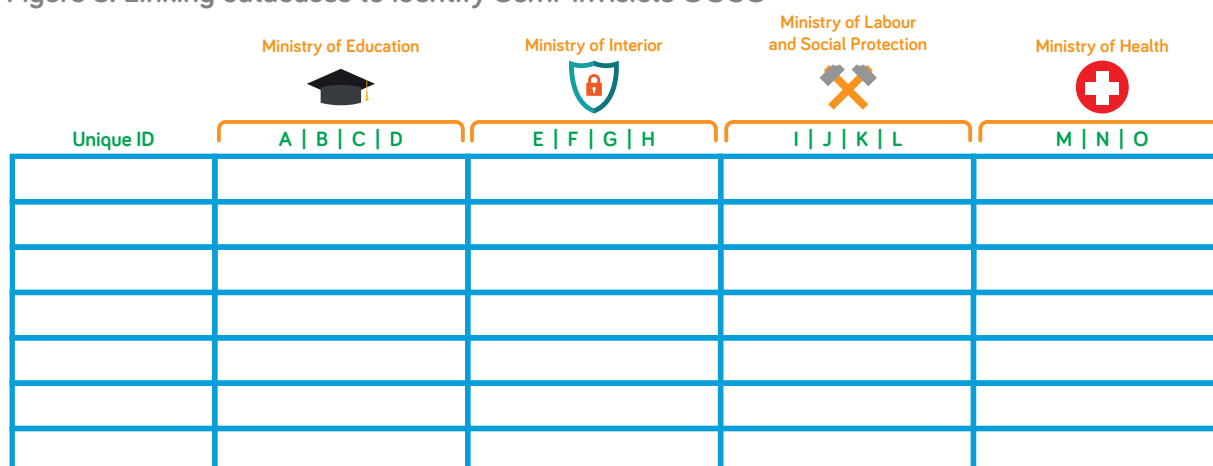 Ministry of Labour
Ministry of Education Ministry of Interior and Social Protection Ministry of Health
Unique ID A | B | C | D E | F | G | H I | J | K | L M | N | O